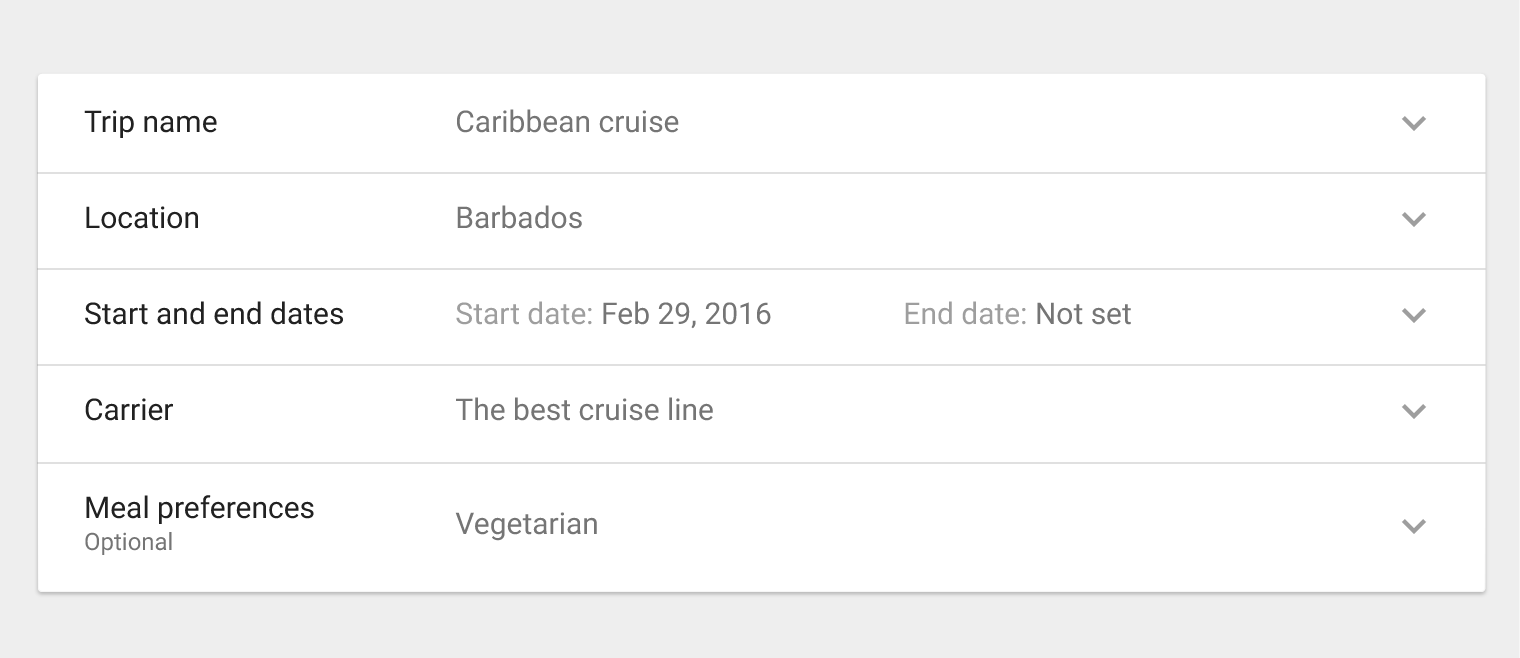 Trip name Caribbean cruise
Location Barbados
Start and end dates Start date: Feb 29, 2016 End date: Not set
Carrier The best cruise line
Meal preferences
Optional
Vegetarian